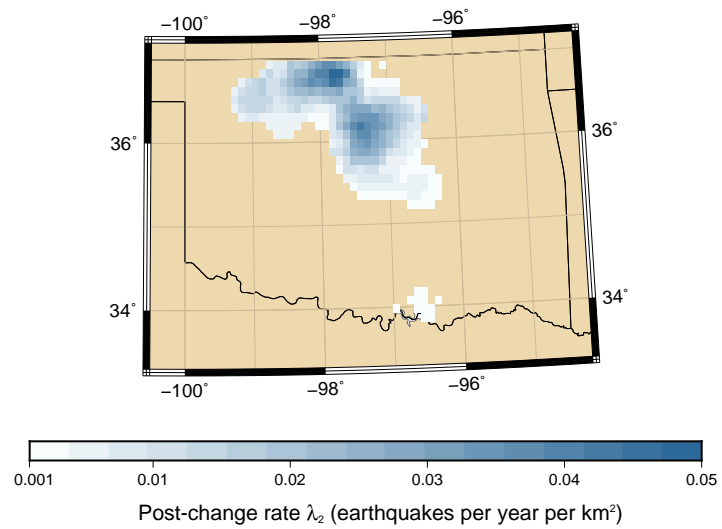 −100˚ −98˚ −96˚
36˚ 36˚
34˚ 34˚
−100˚ −98˚ −96˚
0.001 0.01 0.02 0.03 0.04 0.05
Post-change rate λ₂ (earthquakes per year per km²)